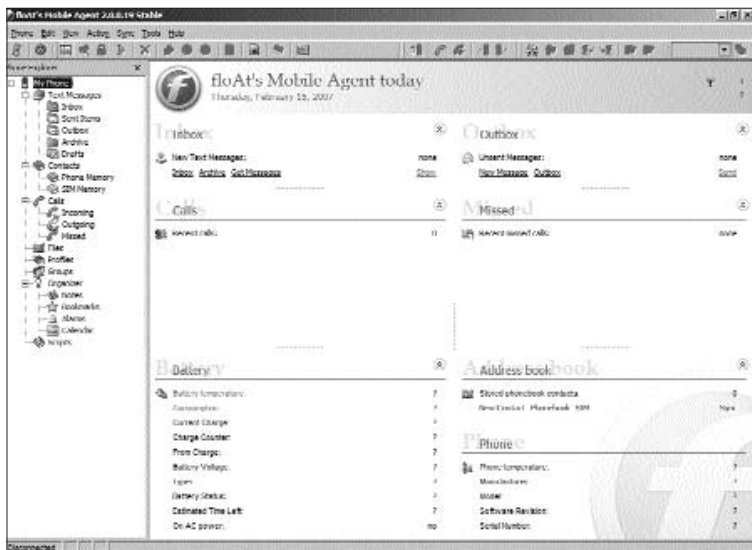 floAt's Mobile Agent 2.0.0.19 Stable
Phone Edit View Active Sync Tools Help
Phone Explorer
My Phone
Text Messages
Inbox
Sent Items
Outbox
Archive
Drafts
Contacts
Phone Memory
SIM Memory
Calls
Incoming
Outgoing
Missed
Files
Profiles
Groups
Organizer
Notes
Bookmarks
Alarms
Calendar
Scripts
floAt's Mobile Agent today
Thursday, February 15, 2007
Inbox
New Text Messages: none
Inbox Archive Get Messages Show
Outbox
Unsent Messages: none
New Message Outbox Send
Calls
Recent calls: 0
Missed
Recent missed calls: none
Battery
Battery temperature: ?
Consumption: ?
Current Charge: ?
Charge Counter: ?
From Charge: ?
Battery Voltage: ?
Type: ?
Battery Status: ?
Estimated Time Left: ?
On AC power: no
Address book
Stored phonebook contacts: 0
New Contact Phonebook SIM
Phone
Phone temperature: ?
Manufacturer: ?
Model: ?
Software Revision: ?
Serial Number: ?
Disconnected